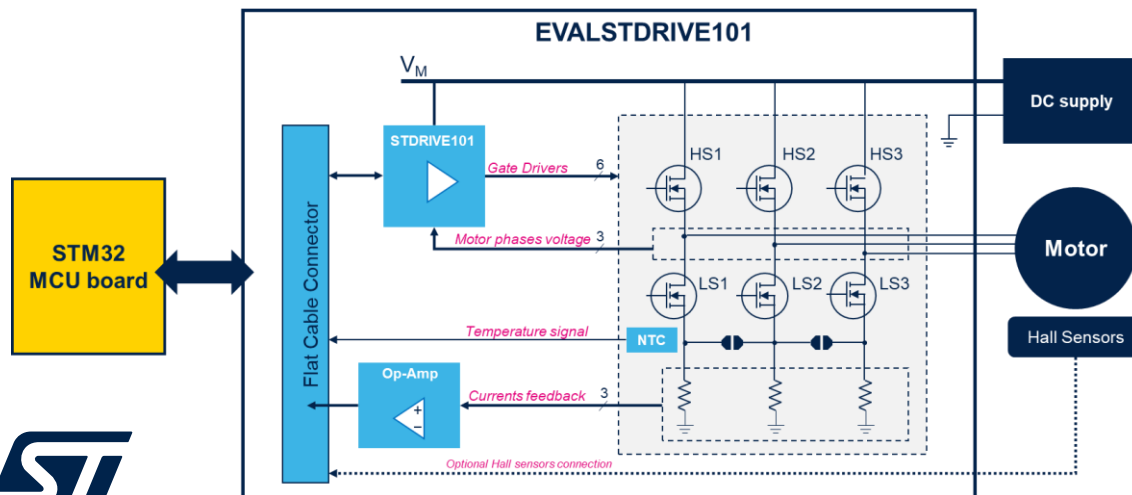 EVALSTDRIVE101
VM
DC supply
STDRIVE101
Gate Drivers
6
HS1
HS2
HS3
STM32
MCU board
Flat Cable Connector
Motor phases voltage
3
Motor
LS1
LS2
LS3
Temperature signal
NTC
Hall Sensors
Op-Amp
+
-
Currents feedback
3
Optional Hall sensors connection
ST